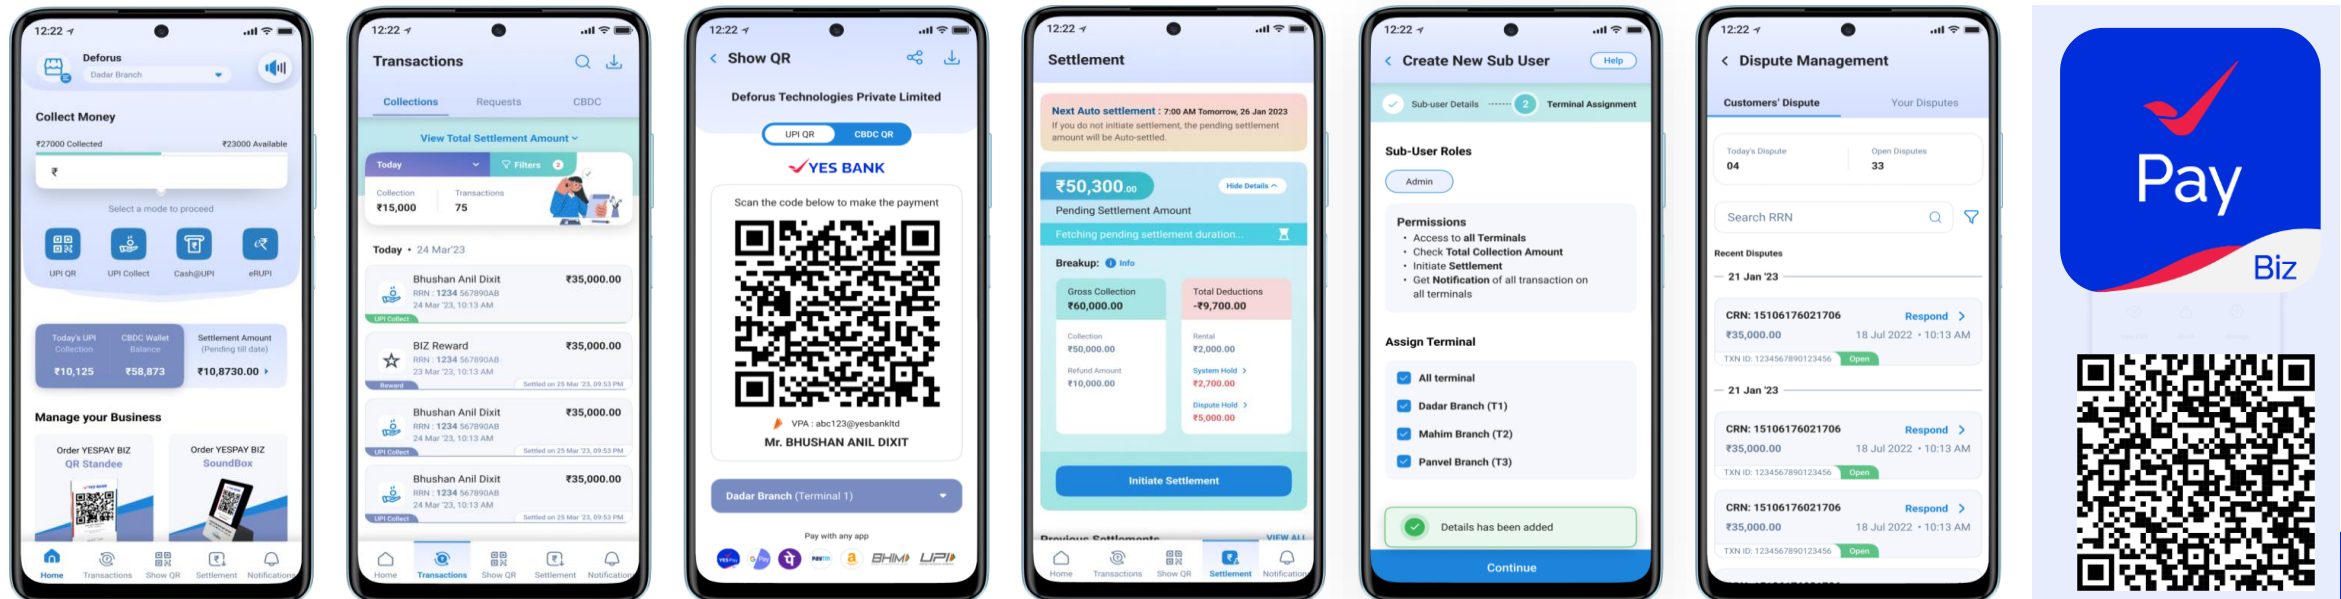 12:22
Deforus
Dadar Branch
Collect Money
₹27000 Collected
₹23000 Available
₹
Select a mode to proceed
UPI QR
UPI Collect
Cash@UPI
eRUPI
Today's UPI Collection
₹10,125
CBDC Wallet Balance
₹58,873
Settlement Amount
(Pending till date)
₹10,8730.00
Manage your Business
Order YESPAY BIZ
QR Standee
Order YESPAY BIZ
SoundBox
Home
Transactions
Show QR
Settlement
Notifications
12:22
Transactions
Collections
Requests
CBDC
View Total Settlement Amount
Today
Filters
2
Collection
₹15,000
Transactions
75
Today • 24 Mar'23
Bhushan Anil Dixit
₹35,000.00
RRN : 1234 567890AB
24 Mar '23, 10:13 AM
UPI Collect
BIZ Reward
₹35,000.00
RRN : 1234 567890AB
23 Mar '23, 10:13 AM
Reward
Settled on 25 Mar '23, 09:53 PM
Bhushan Anil Dixit
₹35,000.00
RRN : 1234 567890AB
24 Mar '23, 10:13 AM
UPI Collect
Settled on 25 Mar '23, 09:53 PM
Bhushan Anil Dixit
₹35,000.00
RRN : 1234 567890AB
24 Mar '23, 10:13 AM
UPI Collect
Settled on 25 Mar '23, 09:53 PM
Home
Transactions
Show QR
Settlement
Notification
12:22
Show QR
Deforus Technologies Private Limited
UPI QR
CBDC QR
YES BANK
Scan the code below to make the payment
VPA : abc123@yesbankltd
Mr. BHUSHAN ANIL DIXIT
Dadar Branch (Terminal 1)
Pay with any app
G Pay
पे
Paytm
a
BHIM
UPI
12:22
Settlement
Next Auto settlement : 7:00 AM Tomorrow, 26 Jan 2023
If you do not initiate settlement, the pending settlement
amount will be Auto-settled.
₹50,300.00
Hide Details
Pending Settlement Amount
Fetching pending settlement duration...
Breakup:
Info
Gross Collection
₹60,000.00
Total Deductions
-₹9,700.00
Collection
₹50,000.00
Refund Amount
₹10,000.00
Rental
₹2,000.00
System Hold >
₹2,700.00
Dispute Hold >
₹5,000.00
Initiate Settlement
Previous Settlements
VIEW ALL
Home
Transactions
Show QR
Settlement
Notification
12:22
Create New Sub User
Help
Sub-user Details
2
Terminal Assignment
Sub-User Roles
Admin
Permissions
• Access to all Terminals
• Check Total Collection Amount
• Initiate Settlement
• Get Notification of all transaction on
all terminals
Assign Terminal
All terminal
Dadar Branch (T1)
Mahim Branch (T2)
Panvel Branch (T3)
Details has been added
Continue
12:22
Dispute Management
Customers' Dispute
Your Disputes
Today's Dispute
04
Open Disputes
33
Search RRN
Recent Disputes
21 Jan '23
CRN: 15106176021706
Respond >
₹35,000.00
18 Jul 2022 • 10:13 AM
TXN ID: 1234567890123456
Open
21 Jan '23
CRN: 15106176021706
Respond >
₹35,000.00
18 Jul 2022 • 10:13 AM
TXN ID: 1234567890123456
Open
CRN: 15106176021706
Respond >
₹35,000.00
18 Jul 2022 • 10:13 AM
TXN ID: 1234567890123456
Open
Pay
Biz